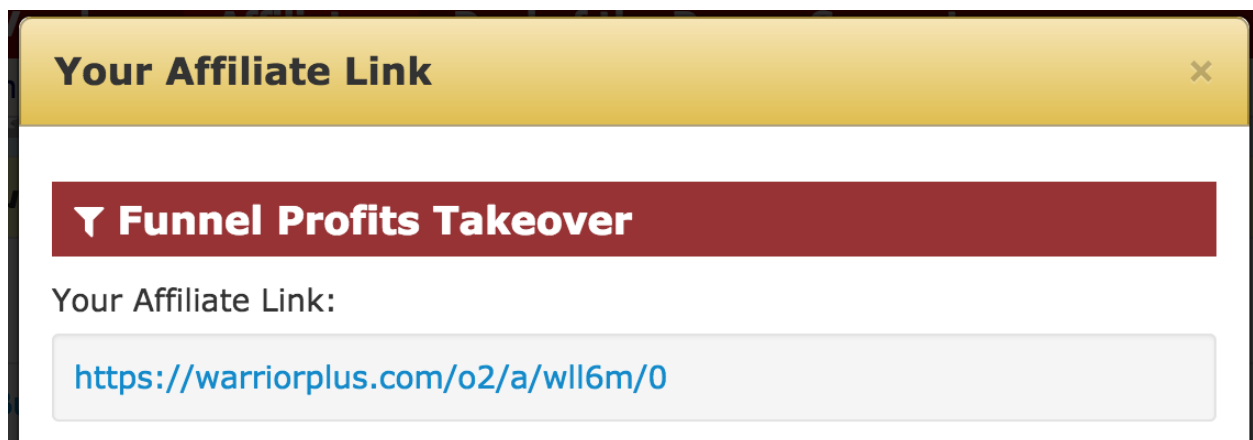 Your Affiliate Link
×
Funnel Profits Takeover
Your Affiliate Link:
https://warriorplus.com/o2/a/wll6m/0